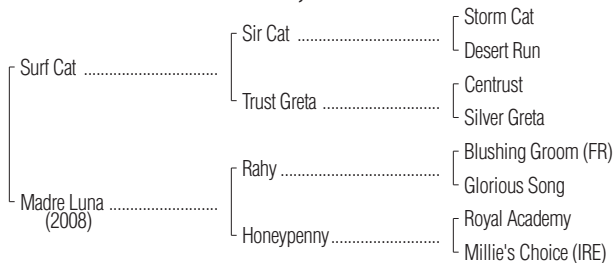 Storm Cat
Sir Cat ........................................
Desert Run
Surf Cat .....................................
Centrust
Trust Greta .................................
Silver Greta
Blushing Groom (FR)
Rahy ............................................
Glorious Song
Madre Luna ..............................
(2008)
Royal Academy
Honeypenny..............................
Millie's Choice (IRE)